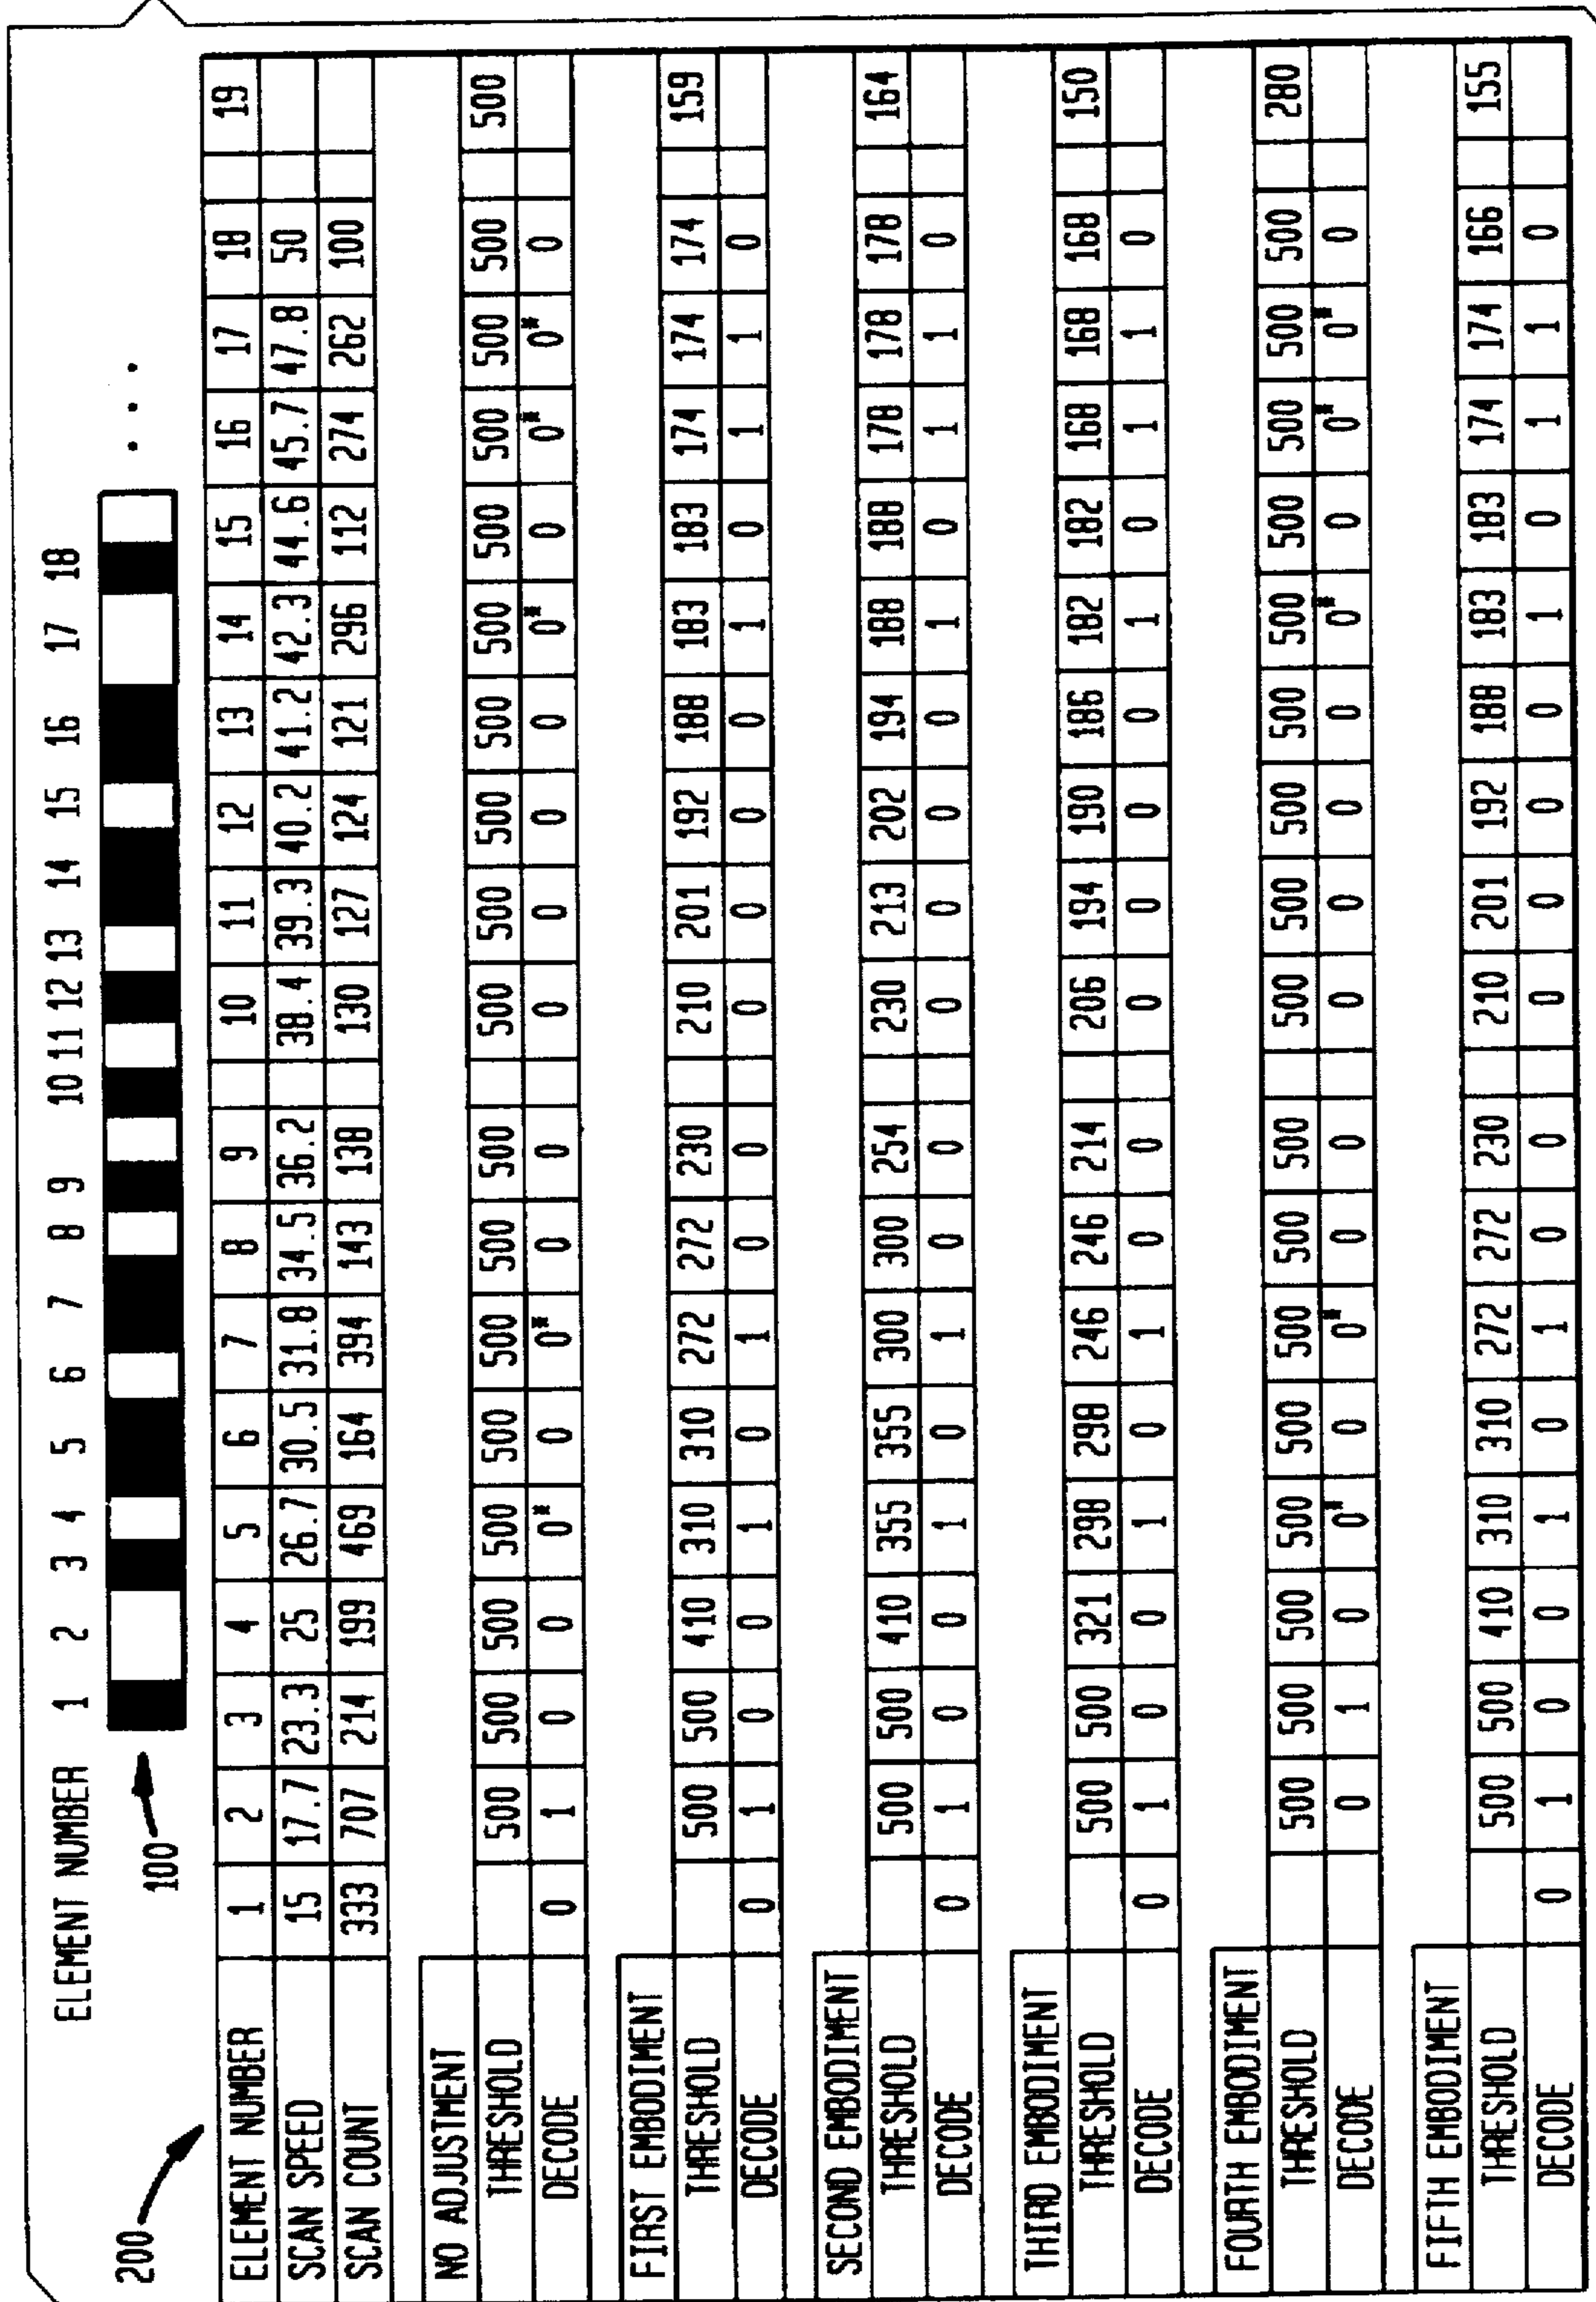 ELEMENT NUMBER 1 2 3 4 5 6 7 8 9 10 11 12 13 14 15 16 17 18
100
. . .
200
ELEMENT NUMBER 1 2 3 4 5 6 7 8 9 10 11 12 13 14 15 16 17 18 19
SCAN SPEED 15 17.7 23.3 25 26.7 30.5 31.8 34.5 36.2 38.4 39.3 40.2 41.2 42.3 44.6 45.7 47.8 50
SCAN COUNT 333 707 214 199 469 164 394 143 138 130 127 124 121 296 112 274 262 100
NO ADJUSTMENT
THRESHOLD 500 500 500 500 500 500 500 500 500 500 500 500 500 500 500 500 500 500
DECODE 0 1 0 0 0* 0 0* 0 0 0 0 0 0 0* 0 0* 0* 0
FIRST EMBODIMENT
THRESHOLD 500 500 410 310 310 272 272 230 210 201 192 188 183 183 174 174 174 159
DECODE 0 1 0 0 1 0 1 0 0 0 0 0 0 1 0 1 1 0
SECOND EMBODIMENT
THRESHOLD 500 500 410 355 355 300 300 254 230 213 202 194 188 188 178 178 178 164
DECODE 0 1 0 0 1 0 1 0 0 0 0 0 0 1 0 1 1 0
THIRD EMBODIMENT
THRESHOLD 500 500 321 298 298 246 246 214 206 194 190 186 182 182 168 168 168 150
DECODE 0 1 0 0 1 0 1 0 0 0 0 0 0 1 0 1 1 0
FOURTH EMBODIMENT
THRESHOLD 500 500 500 500 500 500 500 500 500 500 500 500 500 500 500 500 500 280
DECODE 0 1 0 0* 0 0* 0 0 0 0 0 0 0* 0 0* 0* 0
FIFTH EMBODIMENT
THRESHOLD 500 500 410 310 310 272 272 230 210 201 192 188 183 183 174 174 166 155
DECODE 0 1 0 0 1 0 1 0 0 0 0 0 0 1 0 1 1 0